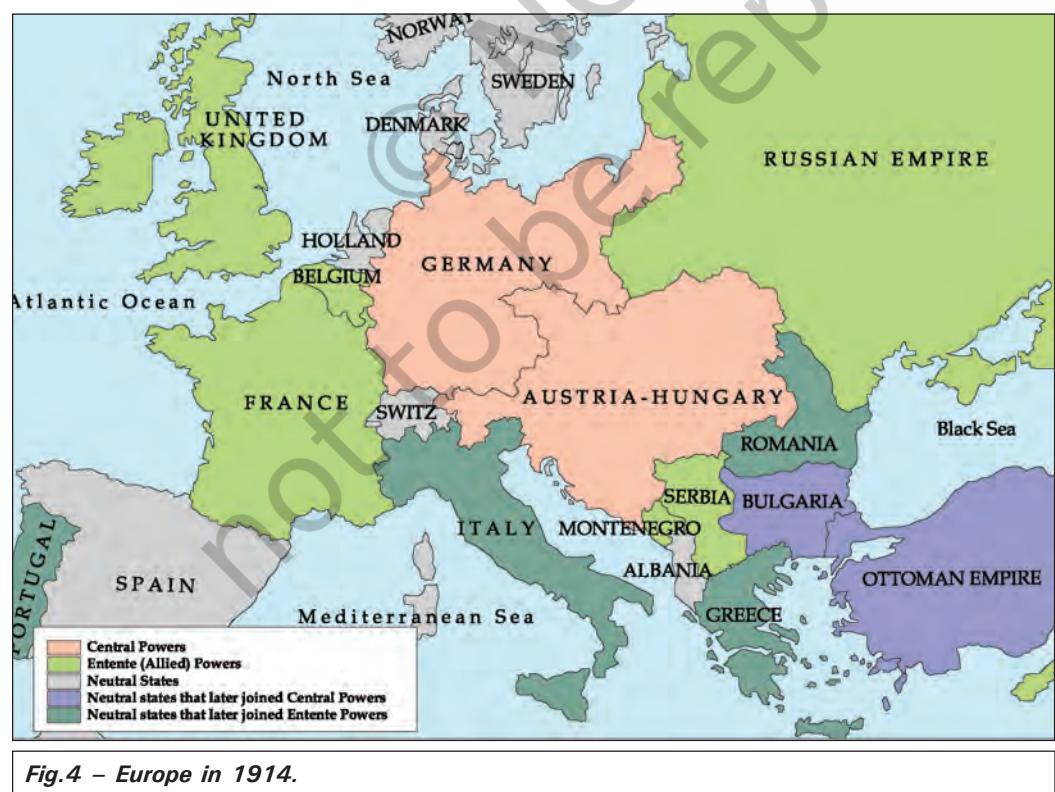 NORWAY
North Sea
SWEDEN
DENMARK
UNITED
KINGDOM
RUSSIAN EMPIRE
HOLLAND
GERMANY
BELGIUM
Atlantic Ocean
FRANCE
SWITZ
AUSTRIA-HUNGARY
Black Sea
ROMANIA
SERBIA
BULGARIA
ITALY
MONTENEGRO
ALBANIA
OTTOMAN EMPIRE
PORTUGAL
SPAIN
Mediterranean Sea
GREECE
Central Powers
Entente (Allied) Powers
Neutral States
Neutral states that later joined Central Powers
Neutral states that later joined Entente Powers
Fig.4 – Europe in 1914.
© N
not to be rep